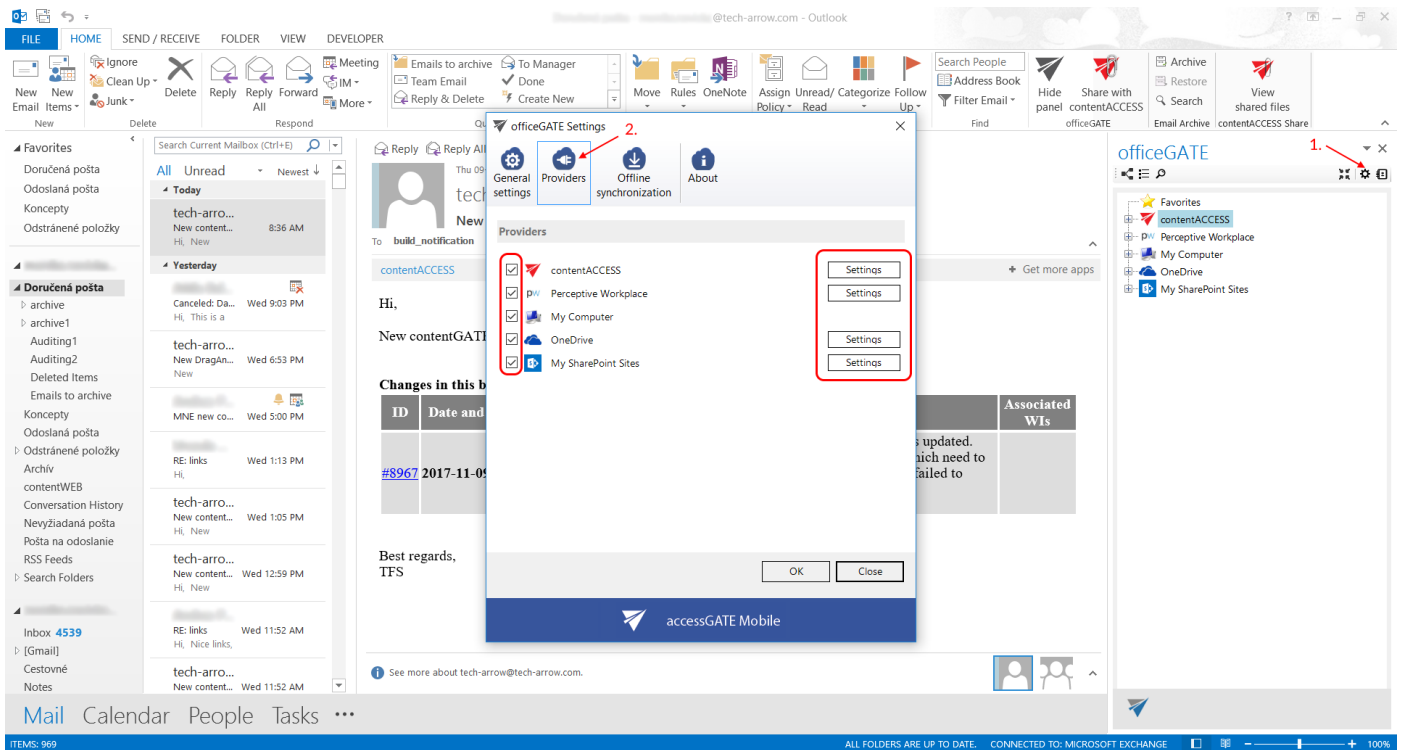 @tech-arrow.com - Outlook
FILE HOME SEND / RECEIVE FOLDER VIEW DEVELOPER
New Email
New Items
Ignore
Clean Up
Junk
Delete
Reply
Reply All
Forward
Meeting
IM
More
Emails to archive
Team Email
Reply & Delete
To Manager
Done
Create New
Move
Rules
OneNote
Assign Policy
Unread/ Read
Categorize
Follow Up
Search People
Address Book
Filter Email
Hide panel
Share with contentACCESS
Archive
Restore
Search
View shared files
New Delete Respond Qu Find officeGATE Email Archive contentACCESS Share
Favorites
Doručená pošta
Odoslaná pošta
Koncepty
Odstránené položky
Doručená pošta
archive
archive1
Auditing1
Auditing2
Deleted Items
Emails to archive
Koncepty
Odoslaná pošta
Odstránené položky
Archív
contentWEB
Conversation History
Nevyžiadaná pošta
Pošta na odoslanie
RSS Feeds
Search Folders
Inbox 4539
[Gmail]
Cestovné
Notes
Search Current Mailbox (Ctrl+E)
All Unread Newest ↓
Today
tech-arro...
New content... 8:36 AM
Hi, New
Yesterday
Canceled: Da... Wed 9:03 PM
Hi, This is a
tech-arro...
New DragAn... Wed 6:53 PM
New
MNE new co... Wed 5:00 PM
RE: links Wed 1:13 PM
Hi,
tech-arro...
New content... Wed 1:05 PM
Hi, New
tech-arro...
New content... Wed 12:59 PM
Hi, New
RE: links Wed 11:52 AM
Hi, Nice links,
tech-arro...
New content... Wed 11:52 AM
Reply Reply All
Thu 09
tech
New
To build_notification
contentACCESS + Get more apps
Hi,
New contentGATE
Changes in this b
ID Date and Associated WIs
s updated.
hich need to
#8967 2017-11-09 failed to
Best regards,
TFS
See more about tech-arrow@tech-arrow.com.
officeGATE Settings
2.
General settings
Providers
Offline synchronization
About
Providers
contentACCESS Settings
Perceptive Workplace Settings
My Computer
OneDrive Settings
My SharePoint Sites Settings
OK Close
accessGATE Mobile
officeGATE
1.
Favorites
contentACCESS
Perceptive Workplace
My Computer
OneDrive
My SharePoint Sites
Mail Calendar People Tasks •••
ITEMS: 969 ALL FOLDERS ARE UP TO DATE. CONNECTED TO: MICROSOFT EXCHANGE 100%